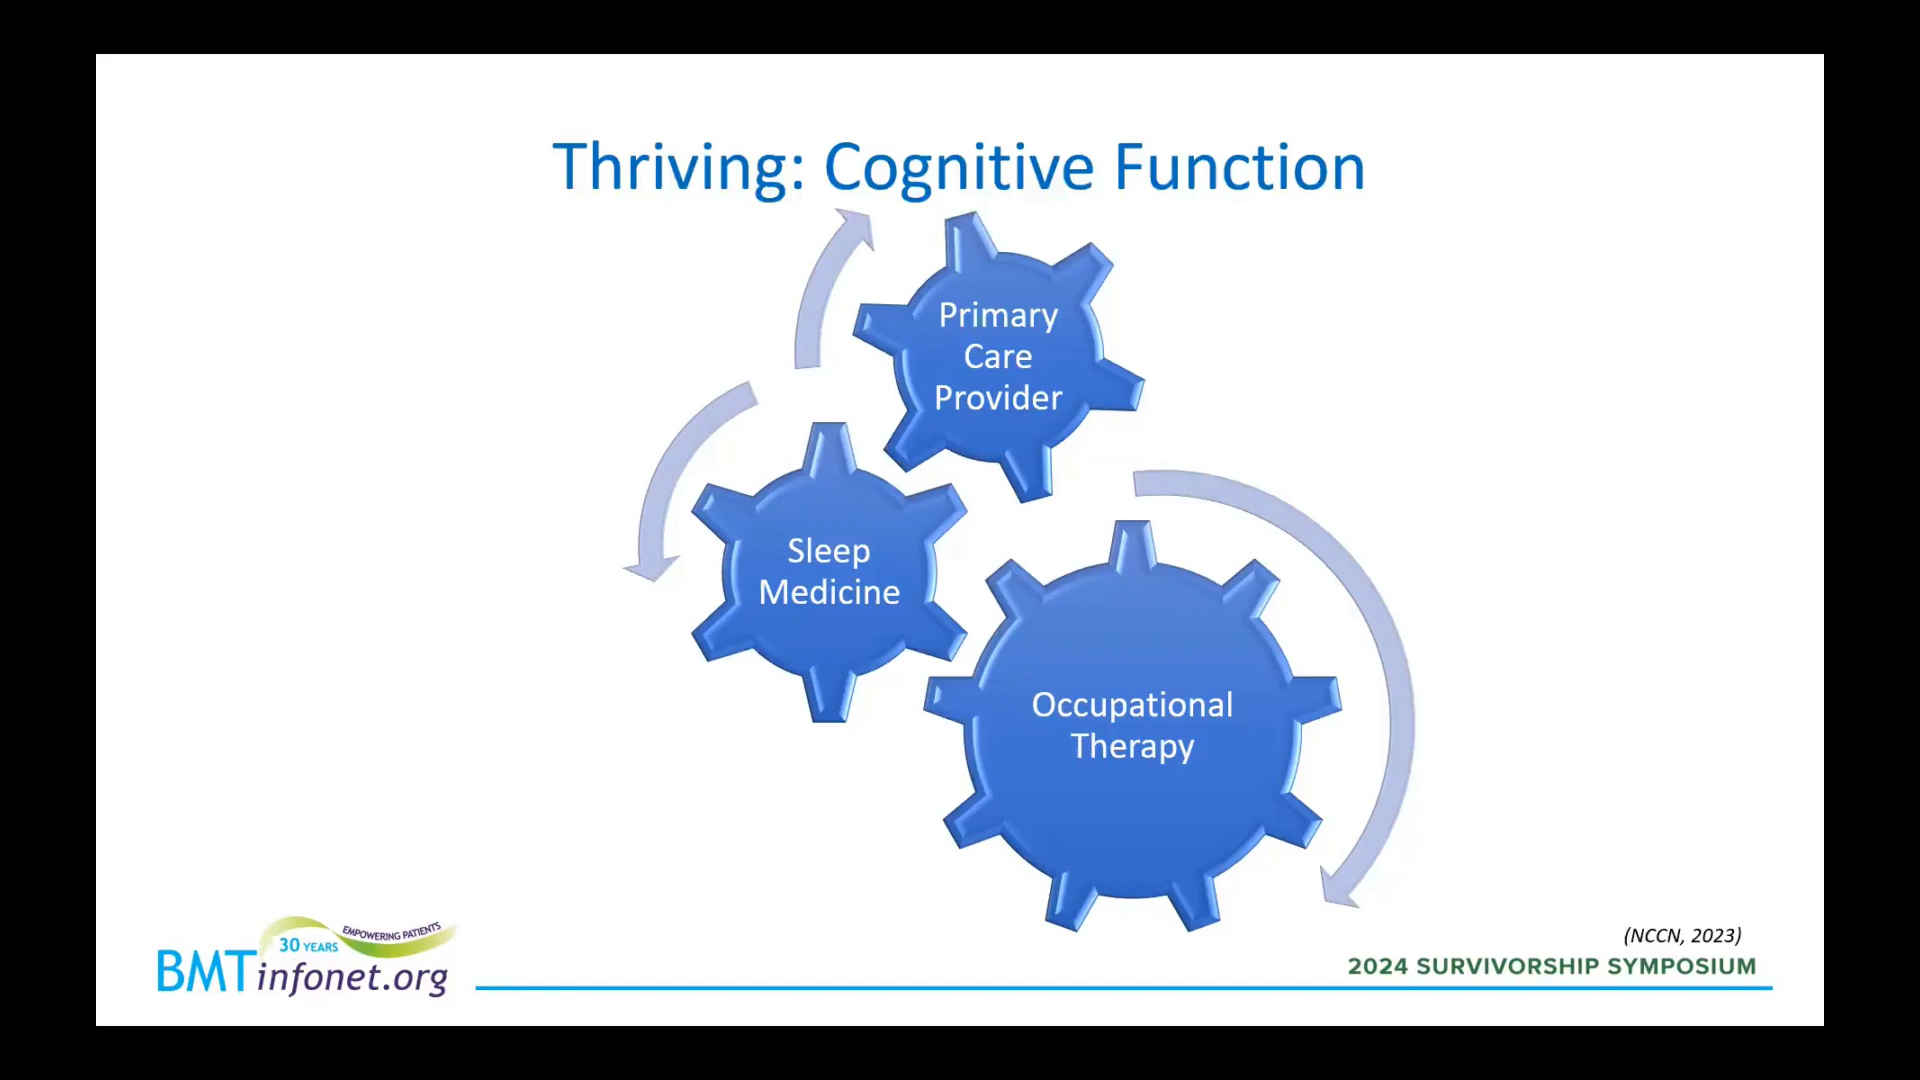 Thriving: Cognitive Function
Primary
Care
Provider
Sleep
Medicine
Occupational
Therapy
30 YEARS
EMPOWERING PATIENTS
BMTinfonet.org
(NCCN, 2023)
2024 SURVIVORSHIP SYMPOSIUM